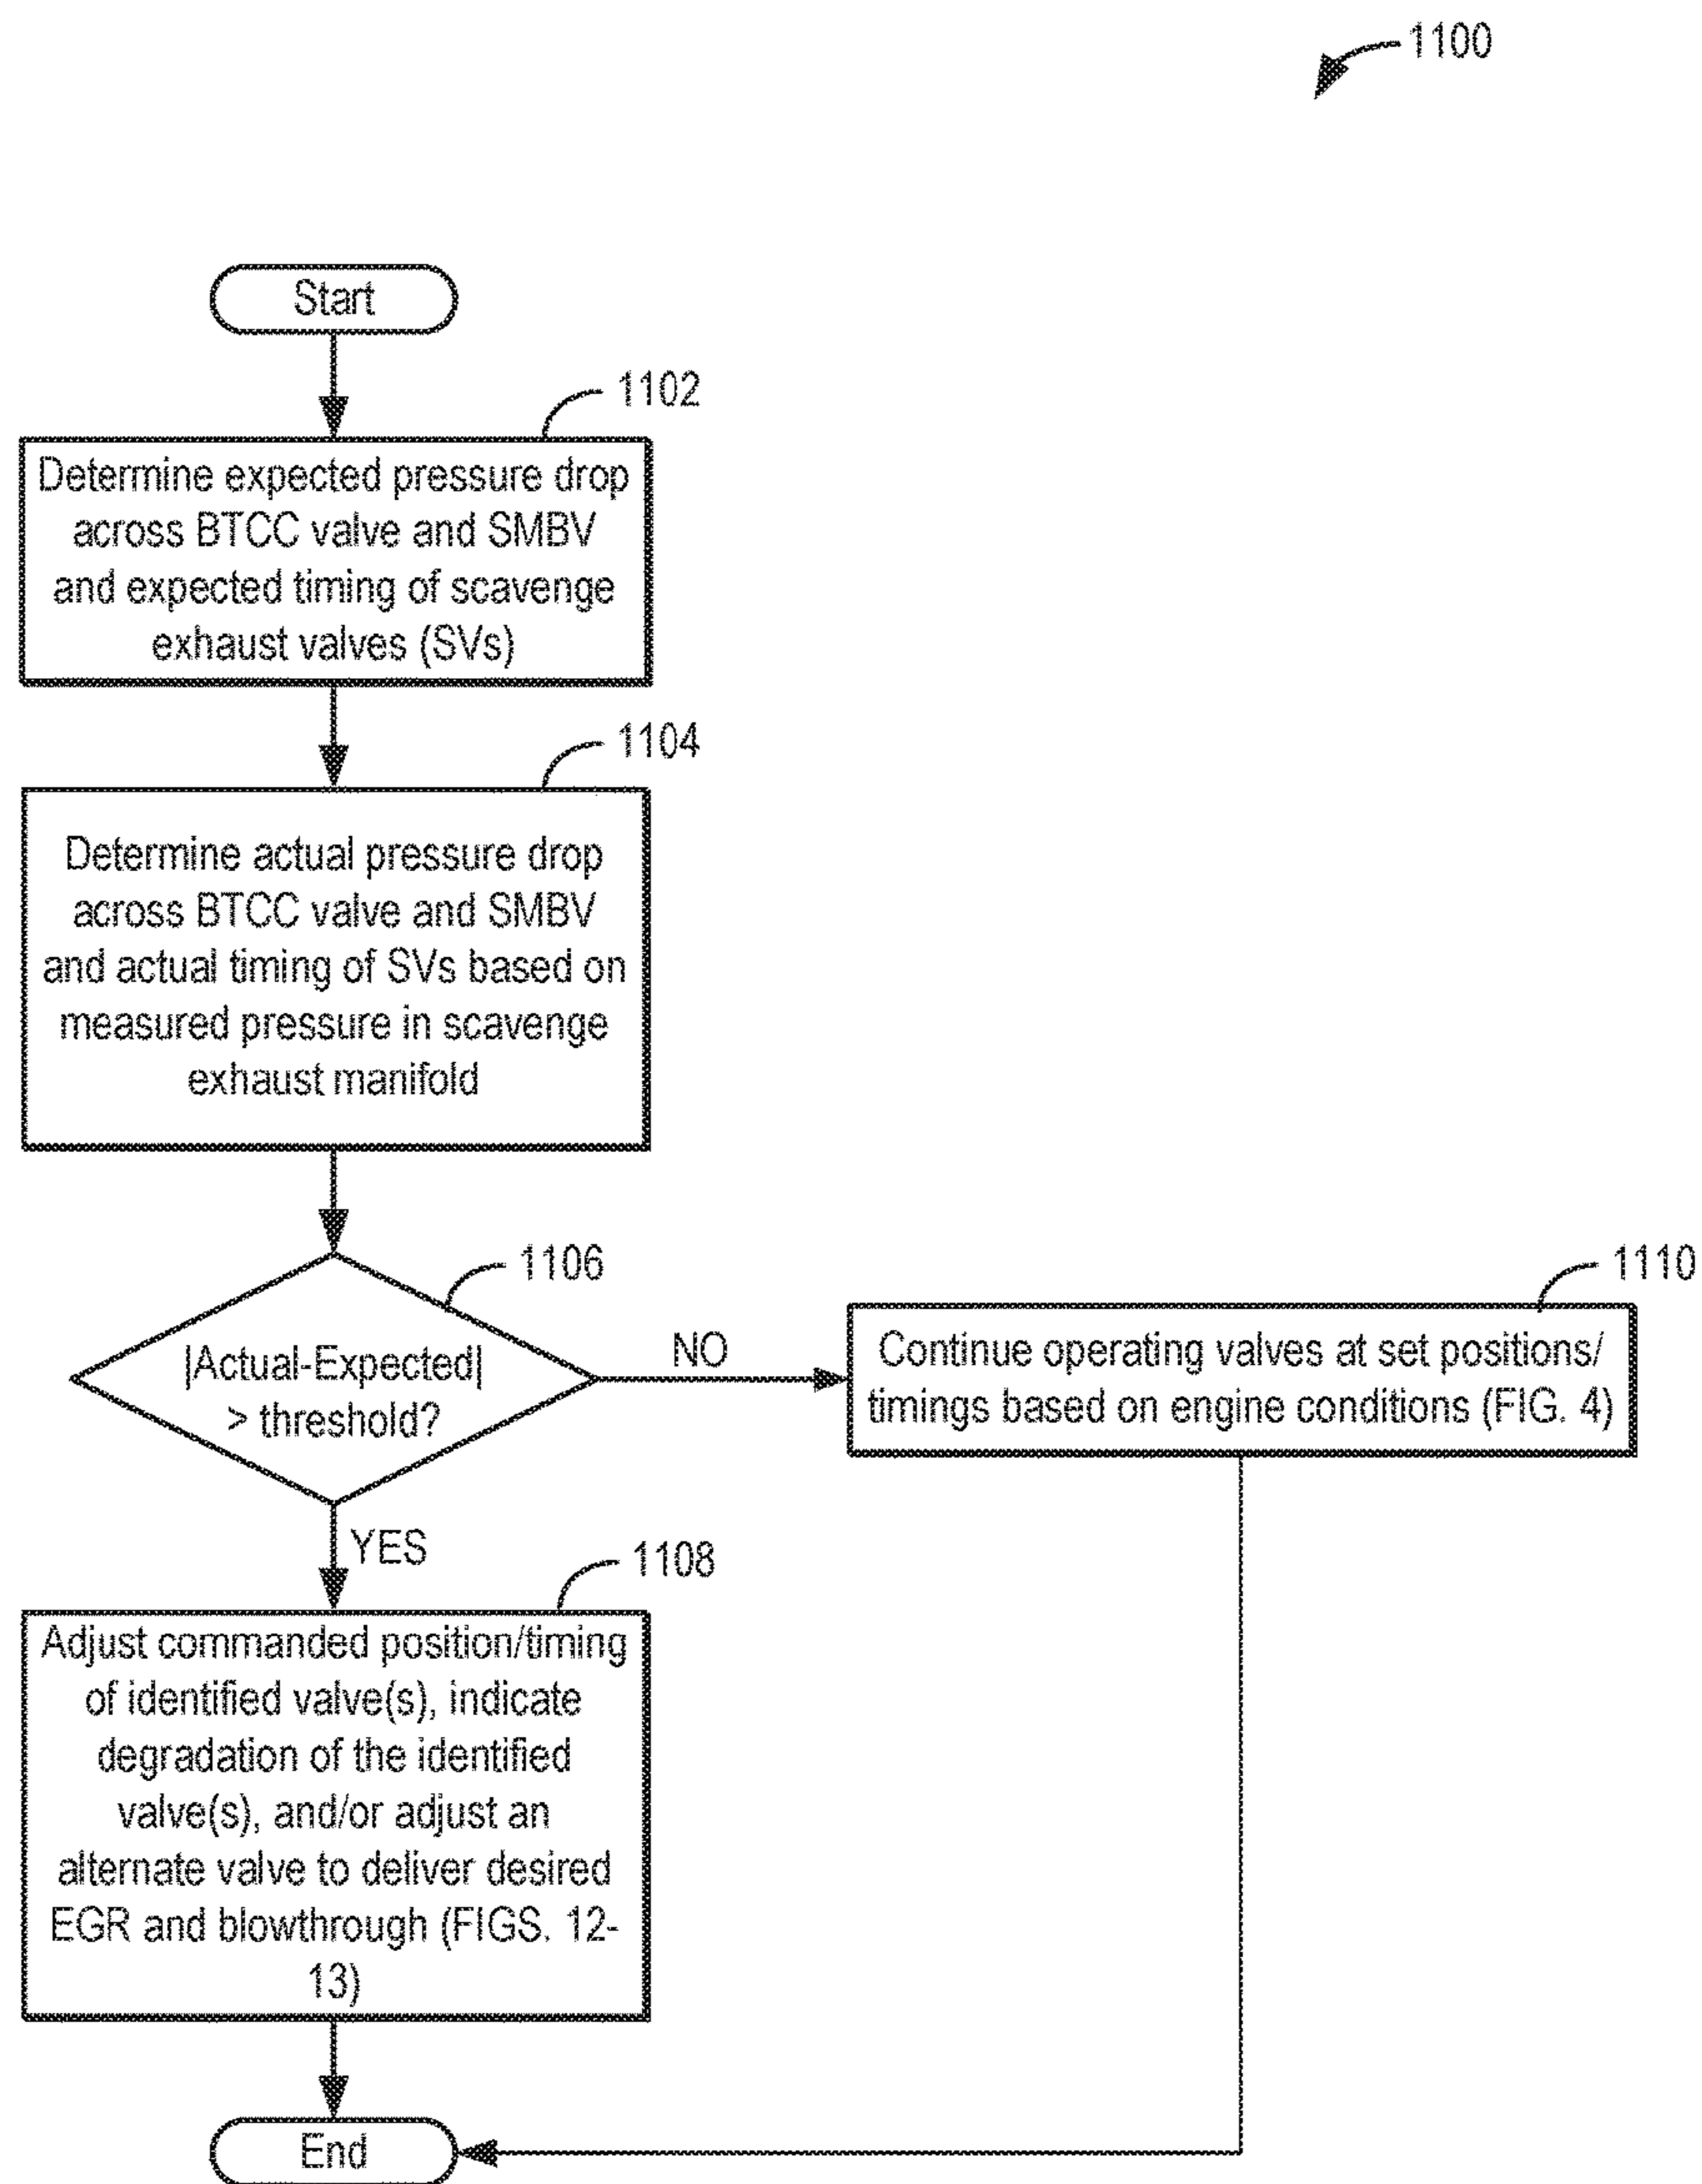 1100
Start
1102
Determine expected pressure drop
across BTCC valve and SMBV
and expected timing of scavenge
exhaust valves (SVs)
1104
Determine actual pressure drop
across BTCC valve and SMBV
and actual timing of SVs based on
measured pressure in scavenge
exhaust manifold
1106
|Actual-Expected|
> threshold?
NO
1110
Continue operating valves at set positions/
timings based on engine conditions (FIG. 4)
YES
1108
Adjust commanded position/timing
of identified valve(s), indicate
degradation of the identified
valve(s), and/or adjust an
alternate valve to deliver desired
EGR and blowthrough (FIGS. 12-
13)
End